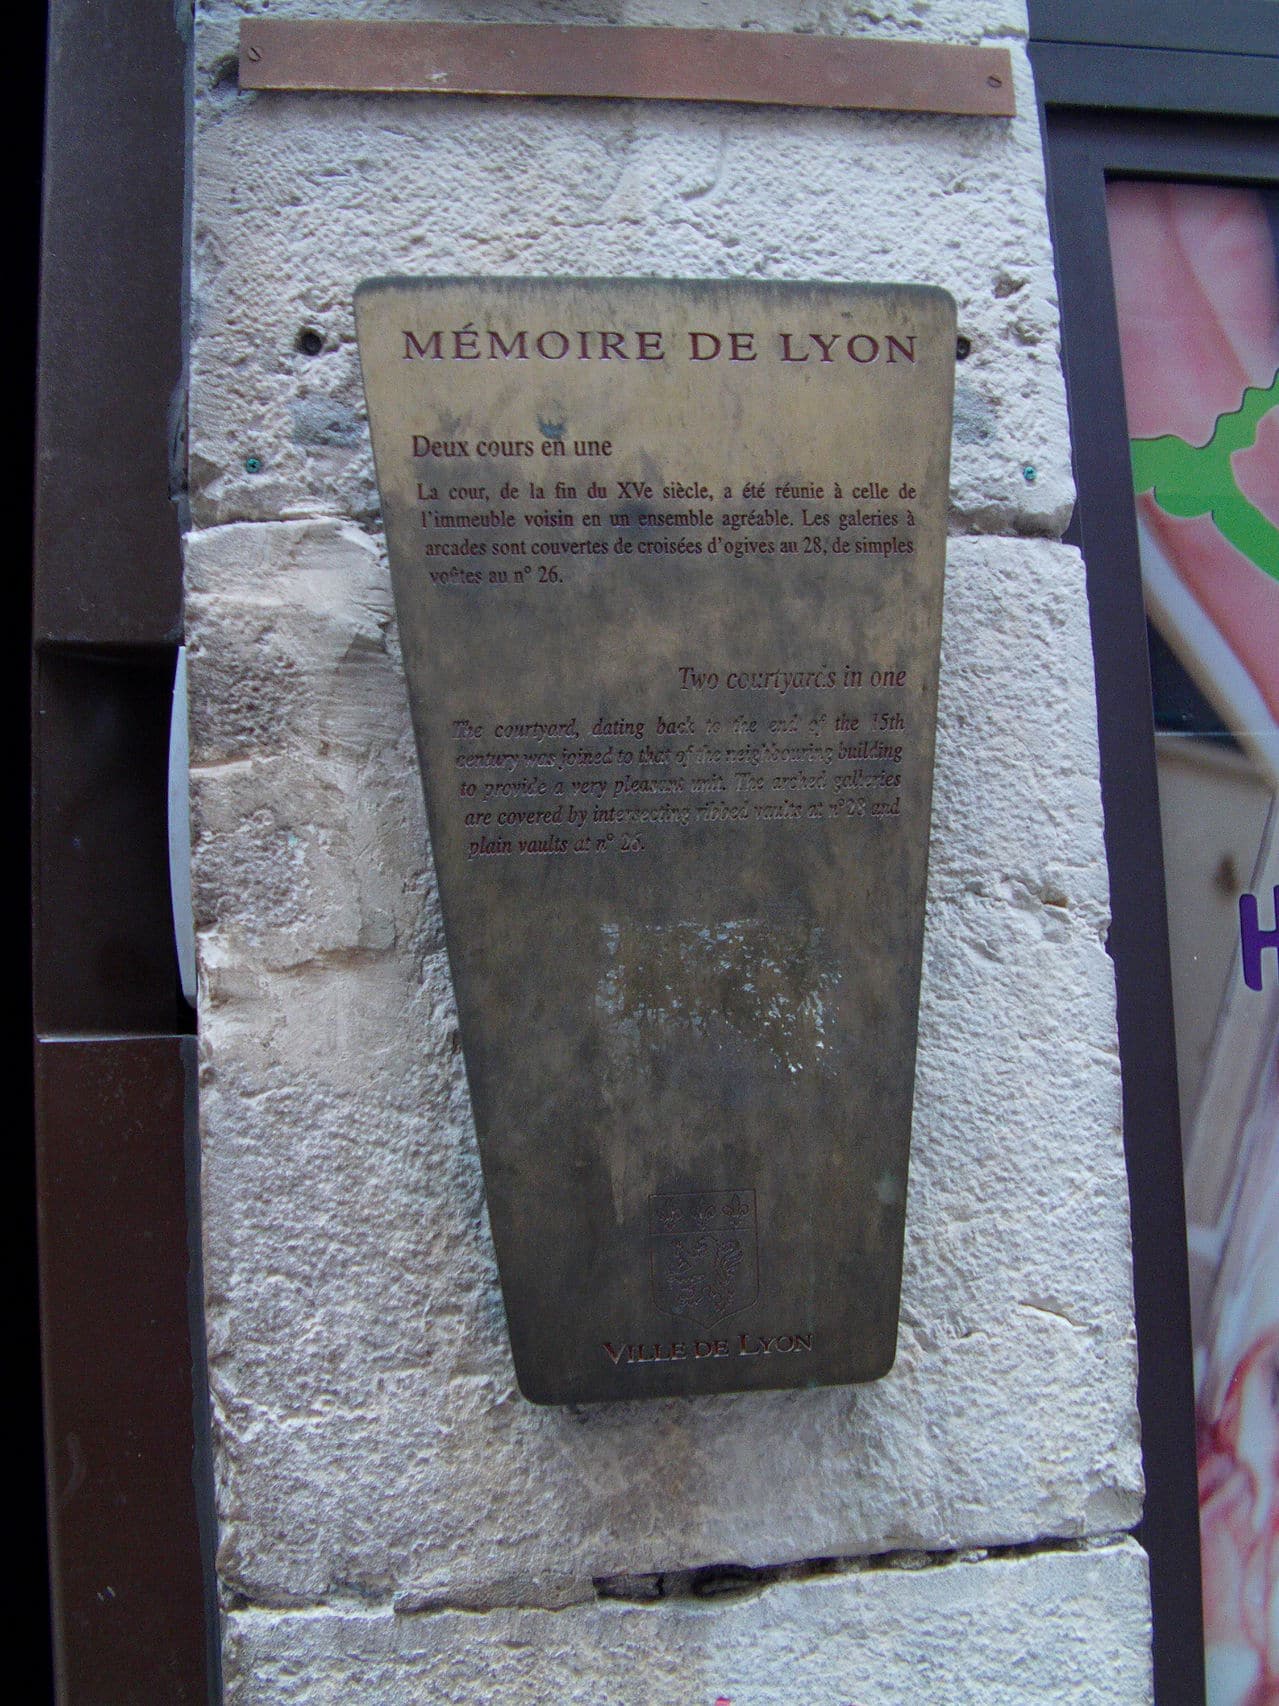 MÉMOIRE DE LYON
Deux cours en une
La cour, de la fin du XVe siècle, a été réunie à celle de
l'immeuble voisin en un ensemble agréable. Les galeries à
arcades sont couvertes de croisées d'ogives au 28, de simples
voûtes au n° 26.
Two courtyards in one
The courtyard, dating back to the end of the 15th
century was joined to that of the neighbouring building
to provide a very pleasant unit. The arched galleries
are covered by intersecting ribbed vaults at n°28 and
plain vaults at n° 26.
VILLE DE LYON
H